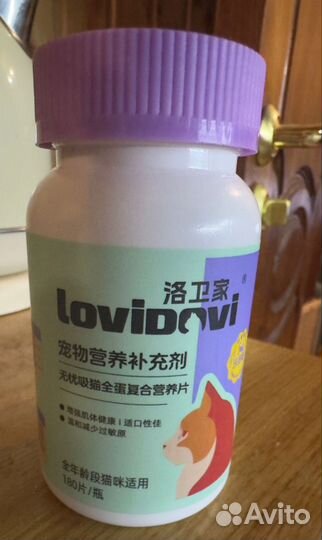 洛卫家
LoviDovi
®
宠物营养补充剂
无忧吸猫全蛋复合营养片
• 增强肌体健康 | 适口性佳
• 温和减少过敏原
全年龄段猫咪适用
180片/瓶
Avito